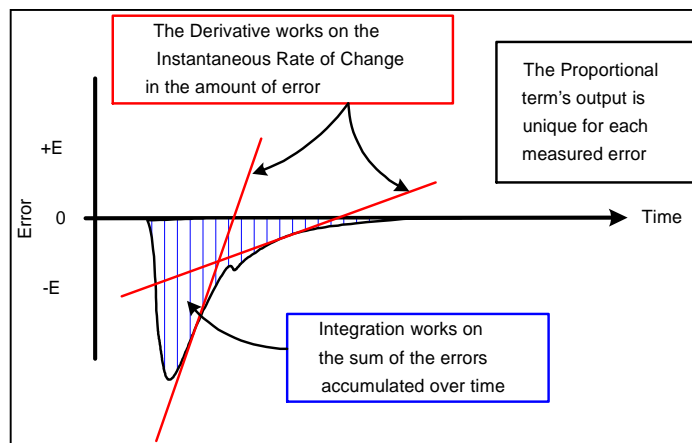 The Derivative works on the
Instantaneous Rate of Change
in the amount of error
The Proportional
term's output is
unique for each
measured error
+E
0
-E
Error
Time
Integration works on
the sum of the errors
accumulated over time